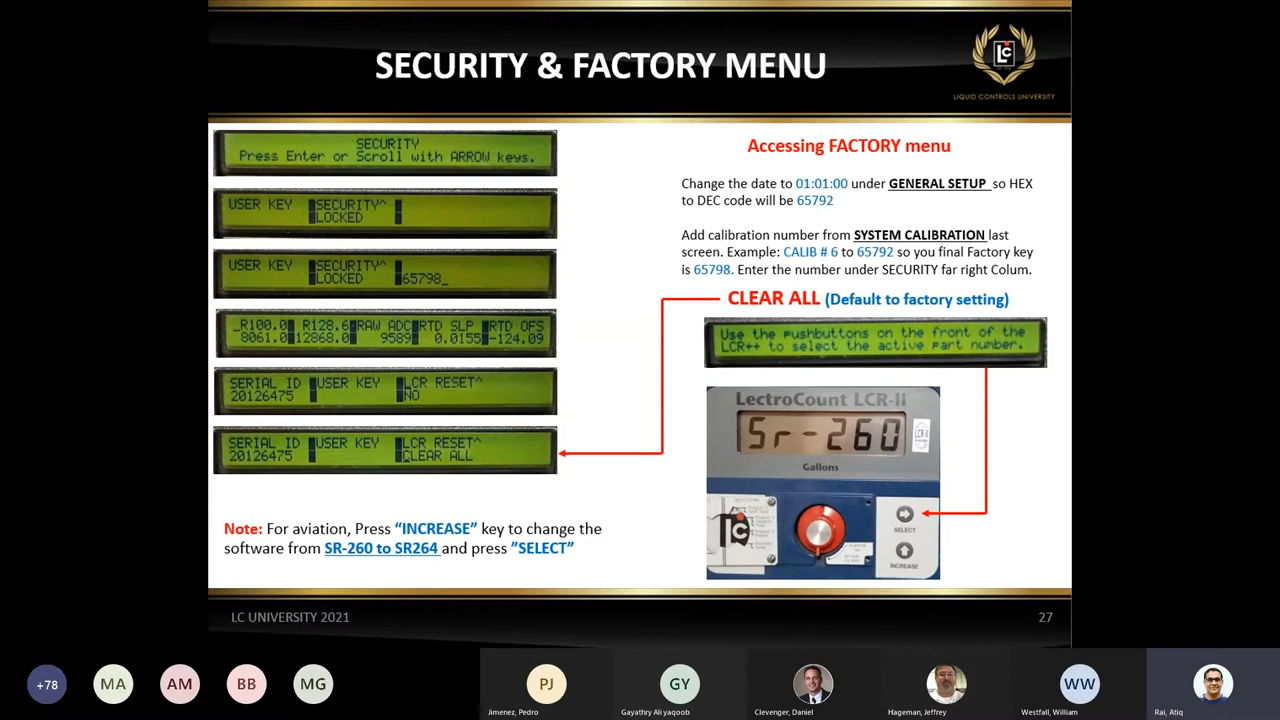 SECURITY & FACTORY MENU
Lc
LIQUID CONTROLS UNIVERSITY
SECURITY
Press Enter or Scroll with ARROW keys.
USER KEY SECURITY^
LOCKED
USER KEY SECURITY^
LOCKED 65798_
_R100.0 R128.6 RAW ADC RTD SLP RTD OFS
8061.0 12868.0 9589 0.0155 -124.09
SERIAL ID USER KEY LCR RESET^
20126475 NO
SERIAL ID USER KEY LCR RESET^
20126475 CLEAR ALL
Note: For aviation, Press “INCREASE” key to change the
software from SR-260 to SR264 and press ”SELECT”
Accessing FACTORY menu
Change the date to 01:01:00 under GENERAL SETUP so HEX
to DEC code will be 65792
Add calibration number from SYSTEM CALIBRATION last
screen. Example: CALIB # 6 to 65792 so you final Factory key
is 65798. Enter the number under SECURITY far right Colum.
CLEAR ALL (Default to factory setting)
Use the pushbuttons on the front of the
LCR++ to select the active part number.
LectroCount LCR-II
Sr-260
LCR II
Gallons
Lc
SELECT
INCREASE
LC UNIVERSITY 2021
27
+78
MA
AM
BB
MG
PJ
Jimenez, Pedro
GY
Gayathry Ali yaqoob
Clevenger, Daniel
Hageman, Jeffrey
WW
Westfall, William
Rai, Atiq